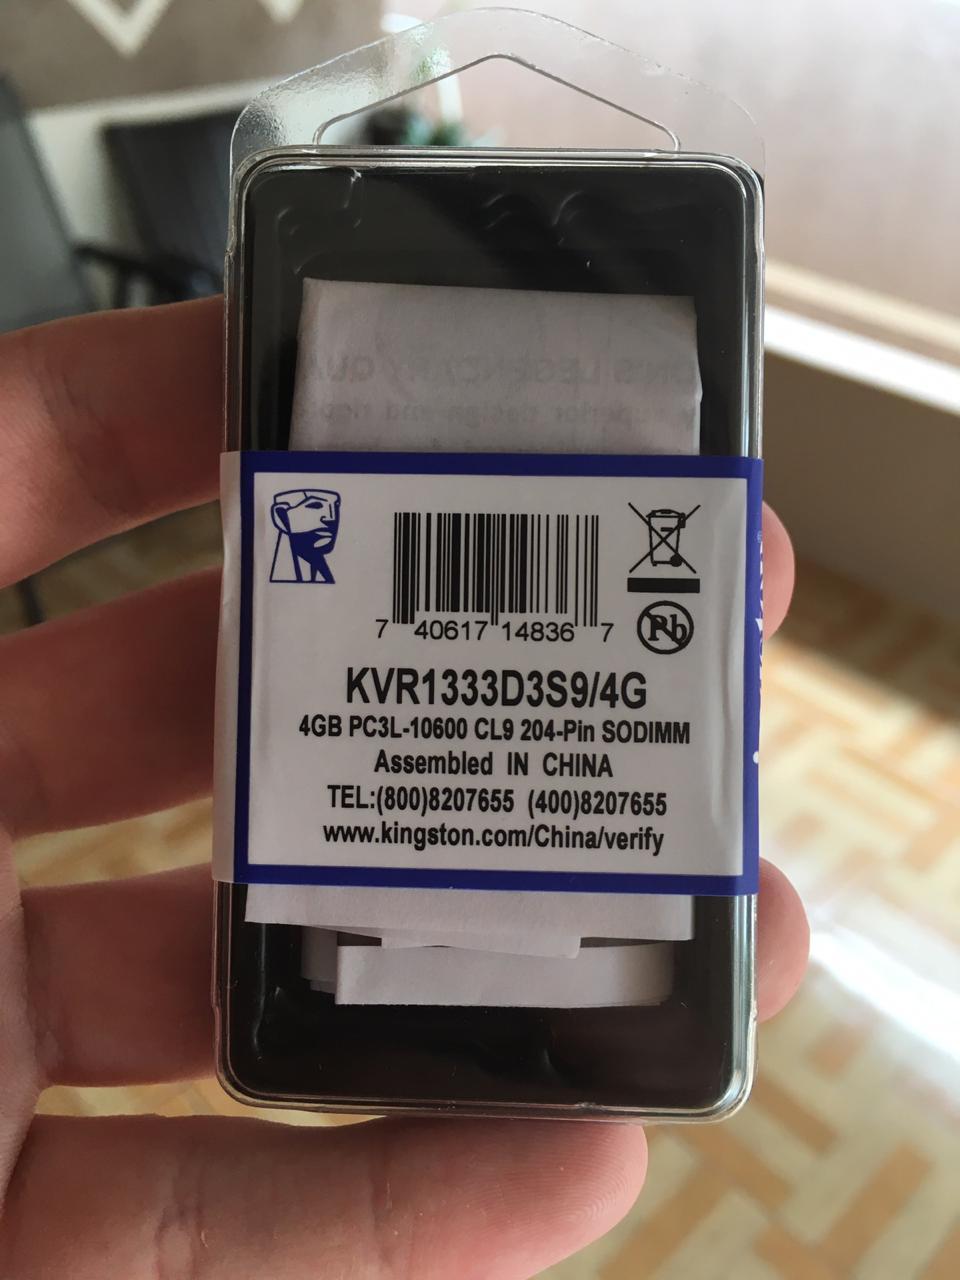 7 40617 14836 7
Pb
KVR1333D3S9/4G
4GB PC3L-10600 CL9 204-Pin SODIMM
Assembled IN CHINA
TEL:(800)8207655 (400)8207655
www.kingston.com/China/verify